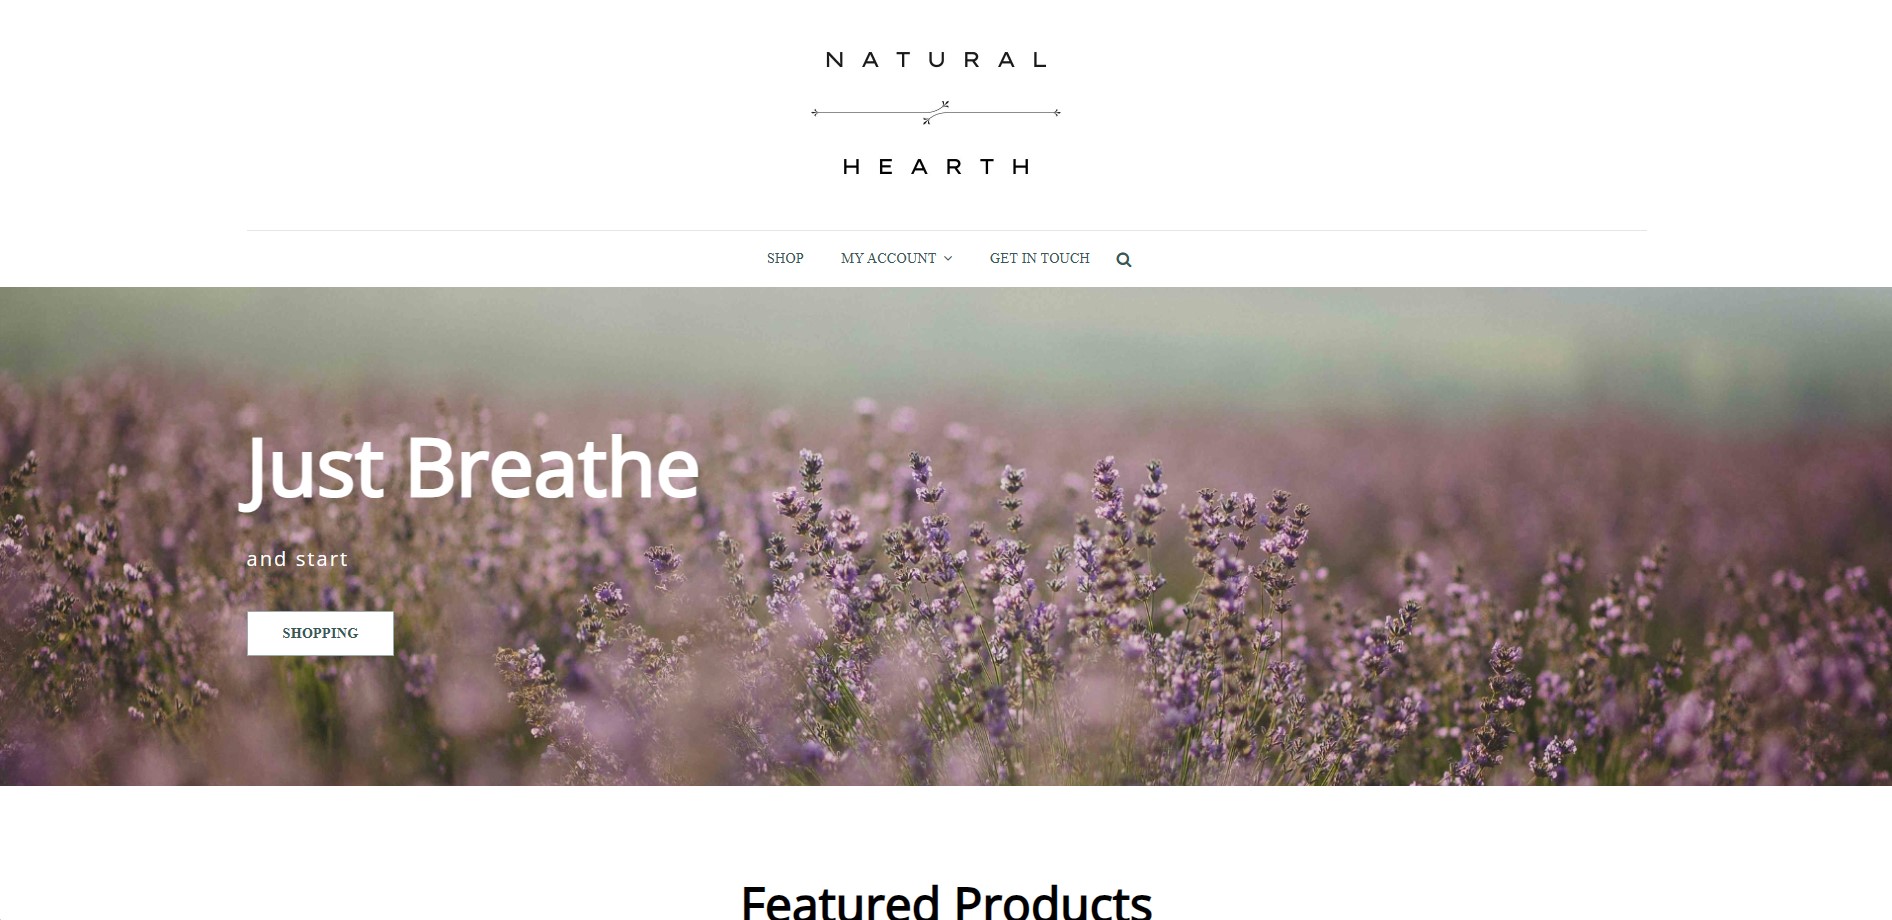 NATURAL
HEARTH
SHOP MY ACCOUNT GET IN TOUCH
Just Breathe
and start
SHOPPING
Featured Products